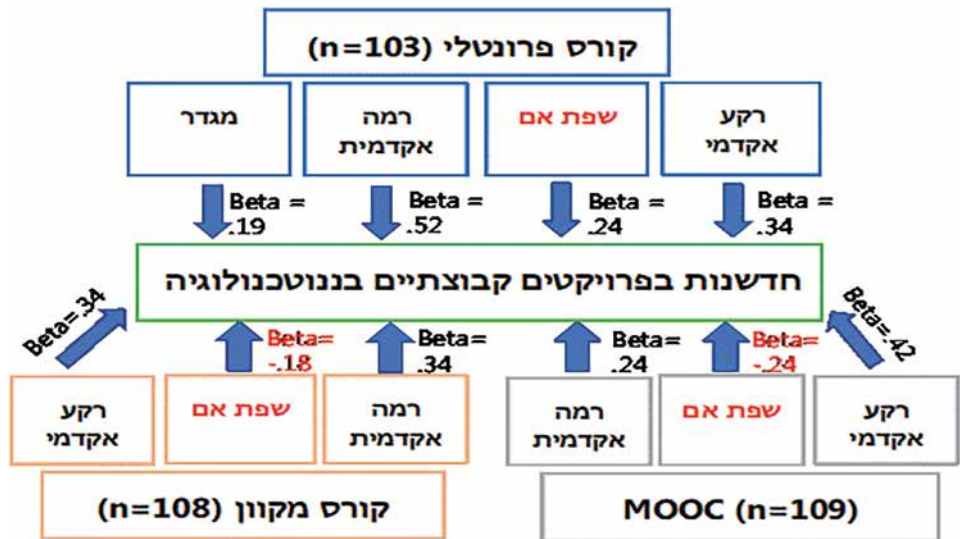 קורס פרונטלי (n=103)
רקע
אקדמי
שפת אם
רמה
אקדמית
מגדר
Beta =
.34
Beta =
.24
Beta =
.52
Beta =
.19
חדשנות בפרויקטים קבוצתיים בננוטכנולוגיה
Beta=.42
Beta=
-.24
Beta=
.24
Beta=
.34
Beta=
-.18
Beta=.34
רקע
אקדמי
שפת אם
רמה
אקדמית
רמה
אקדמית
שפת אם
רקע
אקדמי
MOOC (n=109)
קורס מקוון (n=108)